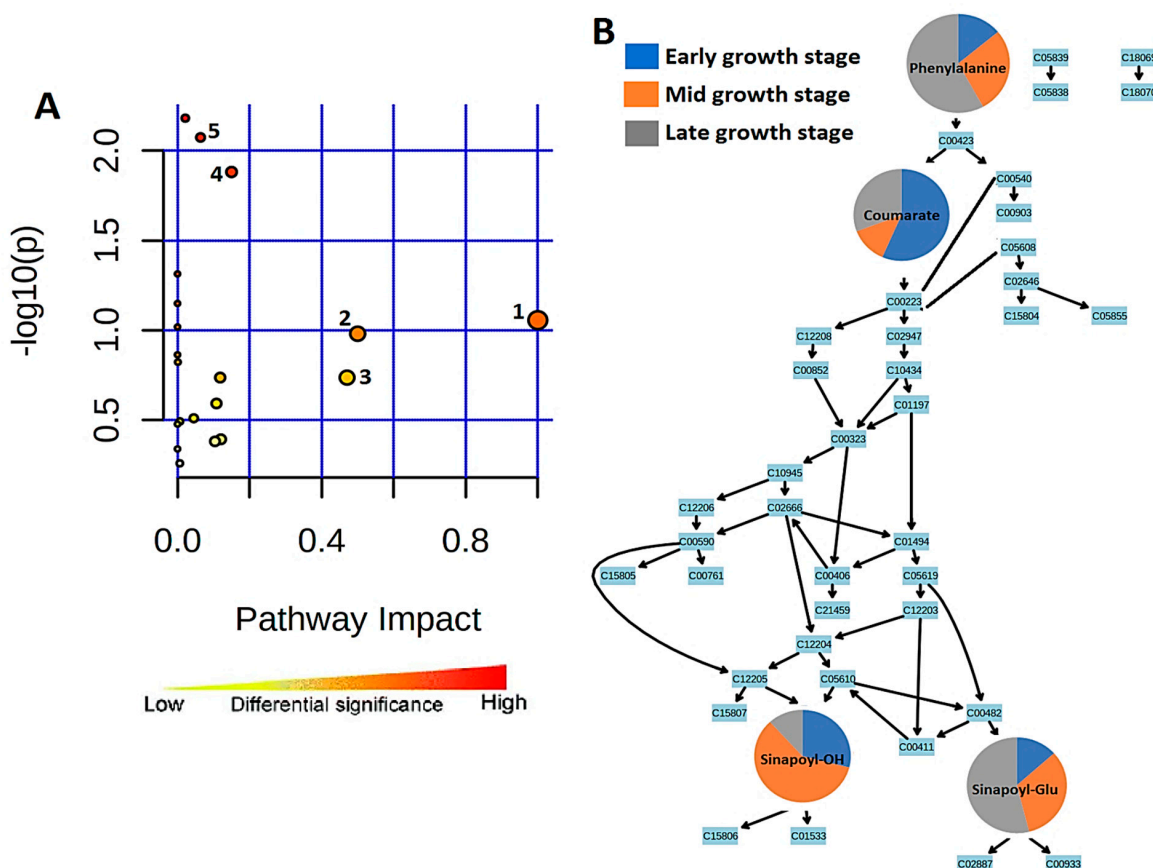 A
-log10(p)
2.0
1.5
1.0
0.5
5
4
2
1
3
0.0 0.4 0.8
Pathway Impact
Low Differential significance High
B
Early growth stage
Mid growth stage
Late growth stage
Phenylalanine
C05839
C05838
C18069
C18070
C00423
Coumarate
C00540
C00903
C05608
C02646
C15804 C05855
C00223
C12208 C02947
C00852 C10434
C01197
C00323
C10945
C12206 C02666
C00590 C01494
C15805 C00761 C00406 C05619
C21459 C12203
C12204
C12205 C05610
C15807 C00482
C00411
Sinapoyl-OH
Sinapoyl-Glu
C15806 C01533
C02887 C00933